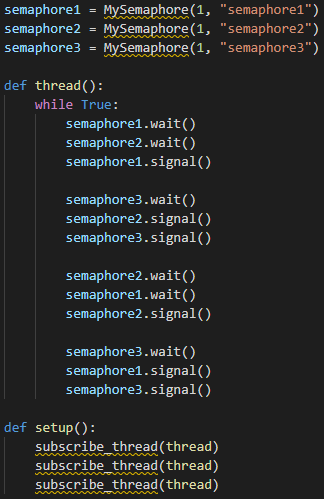 semaphore1 = MySemaphore(1, "semaphore1")
semaphore2 = MySemaphore(1, "semaphore2")
semaphore3 = MySemaphore(1, "semaphore3")

def thread():
    while True:
        semaphore1.wait()
        semaphore2.wait()
        semaphore1.signal()

        semaphore3.wait()
        semaphore2.signal()
        semaphore3.signal()

        semaphore2.wait()
        semaphore1.wait()
        semaphore2.signal()

        semaphore3.wait()
        semaphore1.signal()
        semaphore3.signal()

def setup():
    subscribe_thread(thread)
    subscribe_thread(thread)
    subscribe_thread(thread)